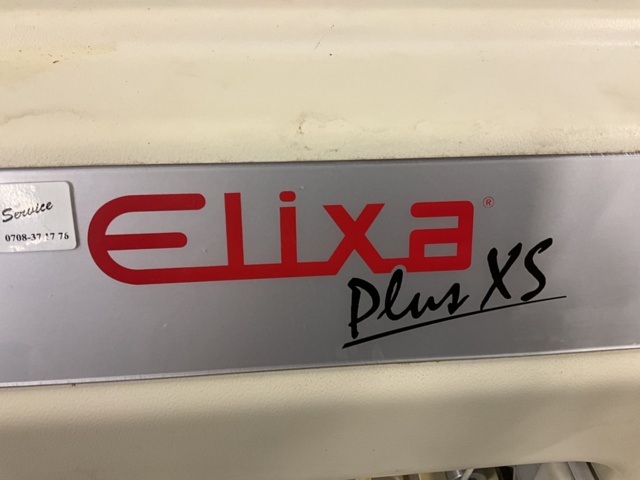 Service
0708-37 17 76
Elixa®
Plus XS